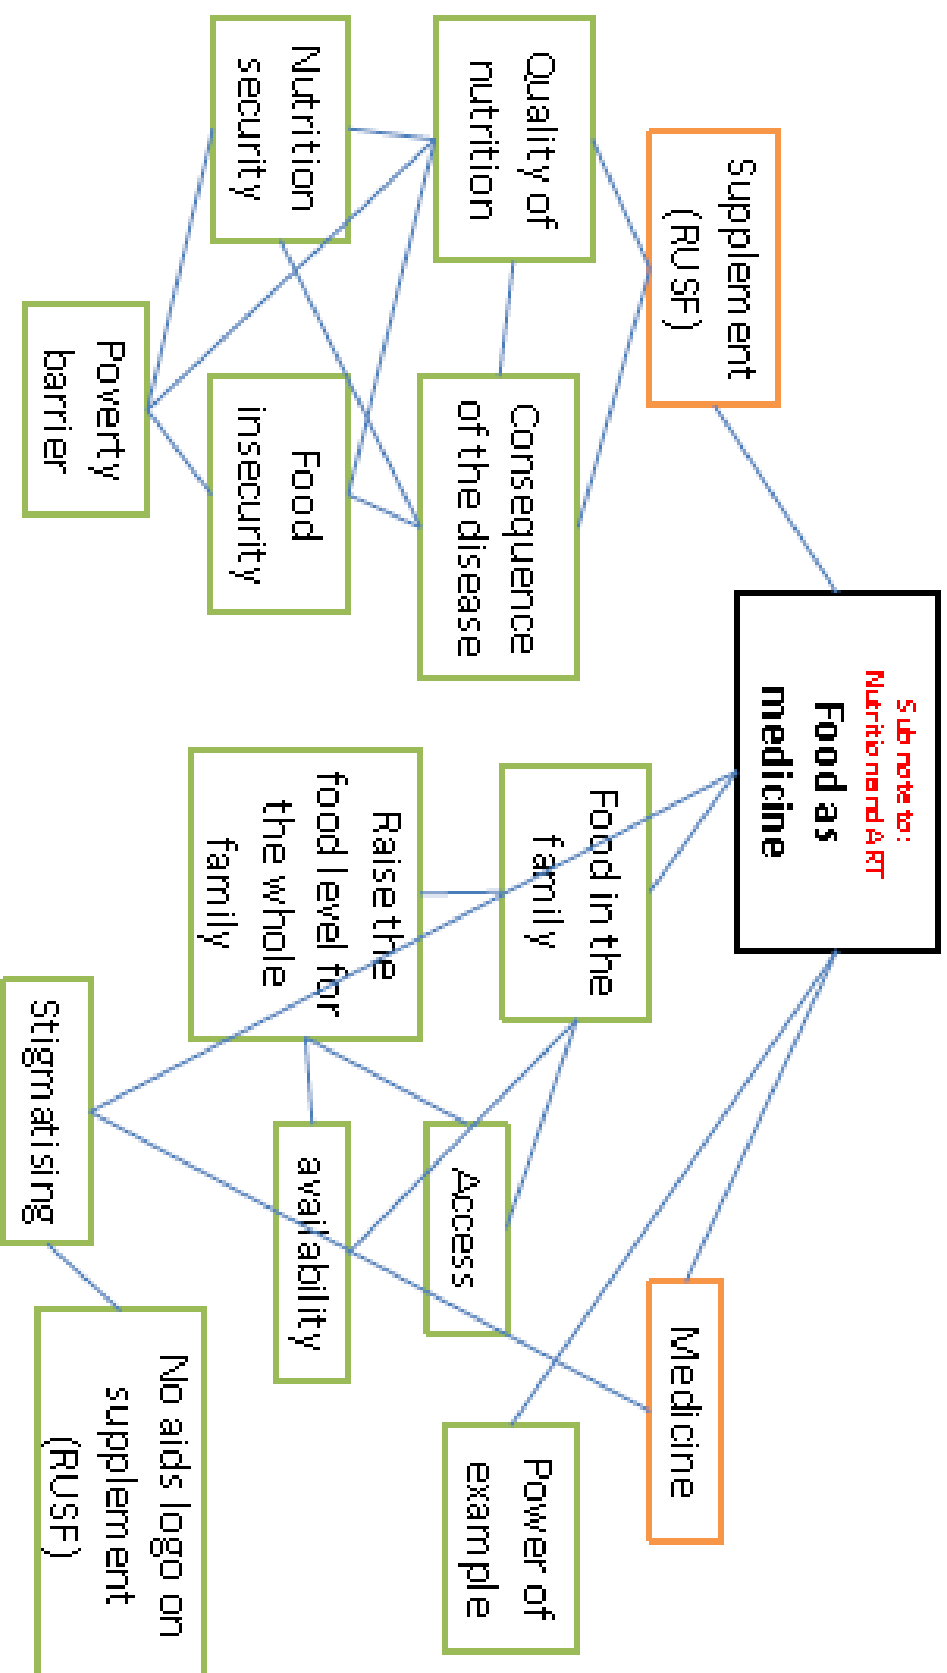 Sub note to:
Nutrition and ART
Food as
medicine
Supplement
(RUSF)
Medicine
Quality of
nutrition
Consequence
of the disease
Food in the
family
Access
Power of
example
Nutrition
security
Food
insecurity
Raise the
food level for
the whole
family
availability
Poverty
barrier
Stigmatising
No aids logo on
supplement
(RUSF)